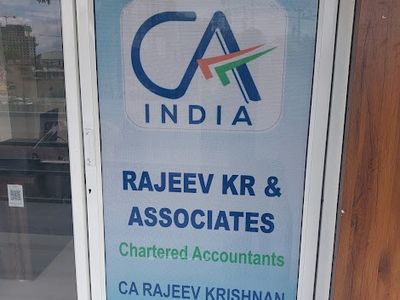 CA
INDIA
RAJEEV KR &
ASSOCIATES
Chartered Accountants
CA RAJEEV KRISHNAN